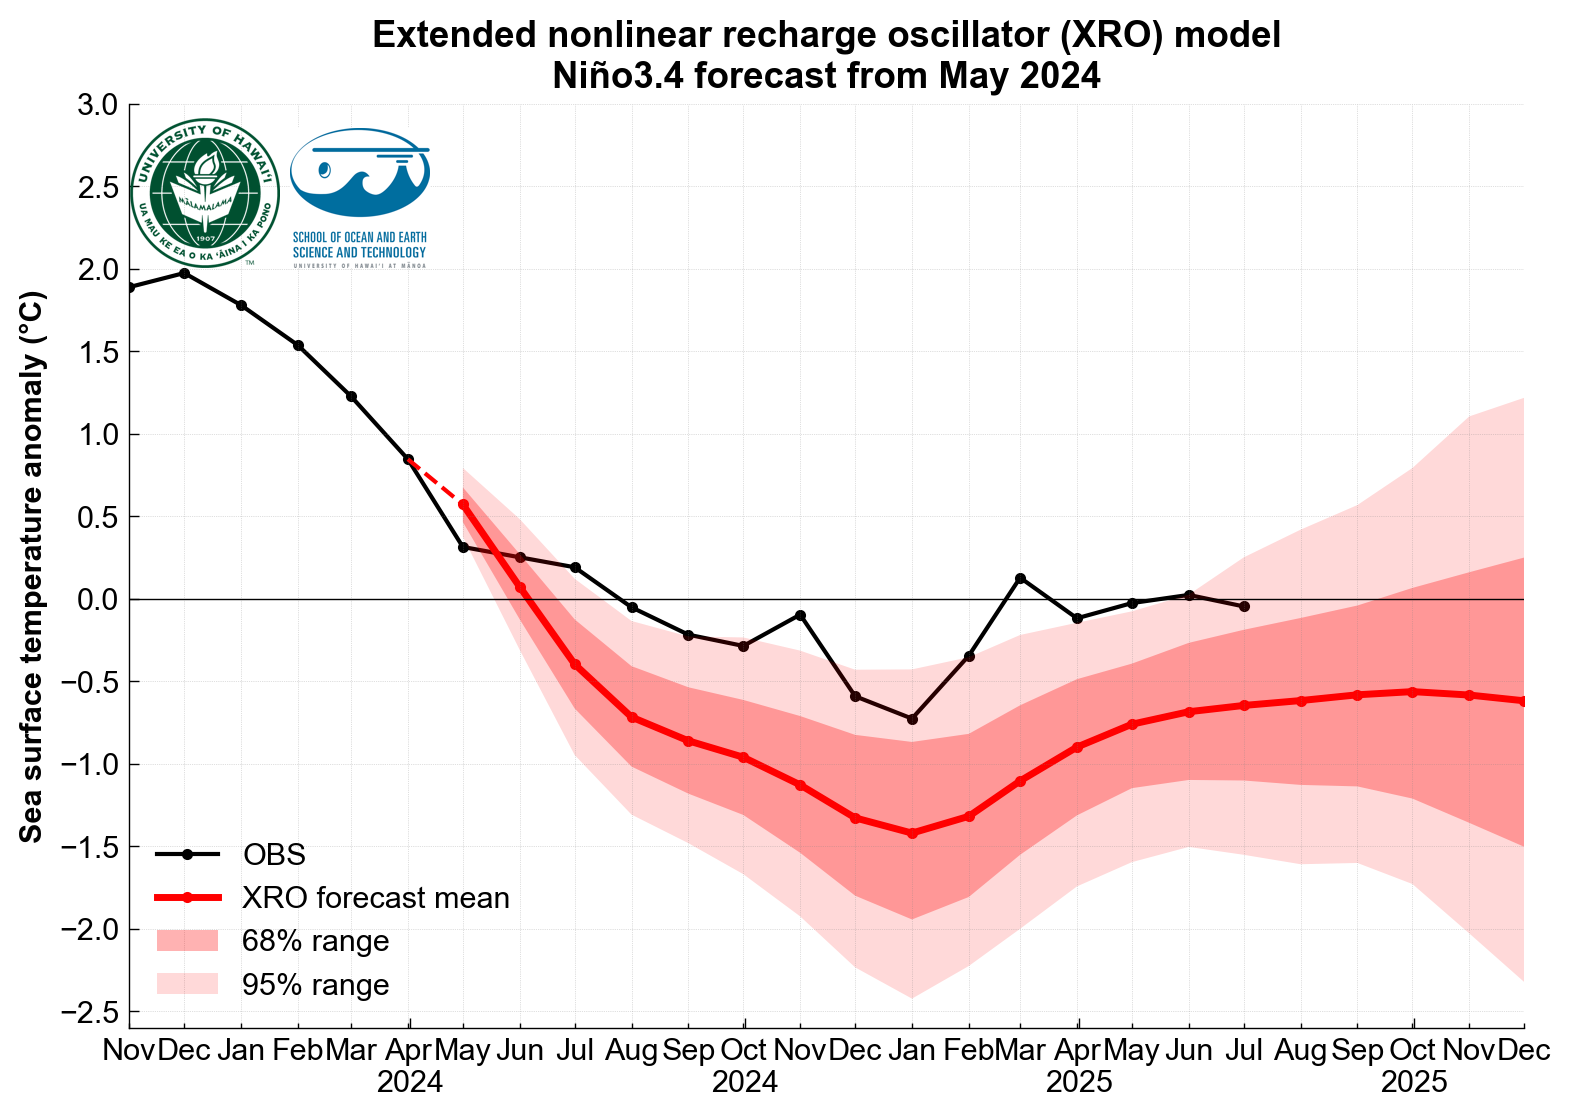 Extended nonlinear recharge oscillator (XRO) model
Niño3.4 forecast from May 2024
3.0
2.5
2.0
1.5
1.0
0.5
0.0
−0.5
−1.0
−1.5
−2.0
−2.5
Sea surface temperature anomaly (°C)
UNIVERSITY OF HAWAIʻI
MĀLAMALAMA
1907
UA MAU KE EA O KA ʻĀINA I KA PONO
TM
SCHOOL OF OCEAN AND EARTH
SCIENCE AND TECHNOLOGY
UNIVERSITY OF HAWAIʻI AT MĀNOA
OBS
XRO forecast mean
68% range
95% range
Nov Dec Jan Feb Mar Apr May Jun Jul Aug Sep Oct Nov Dec Jan Feb Mar Apr May Jun Jul Aug Sep Oct Nov Dec
2024 2024 2025 2025